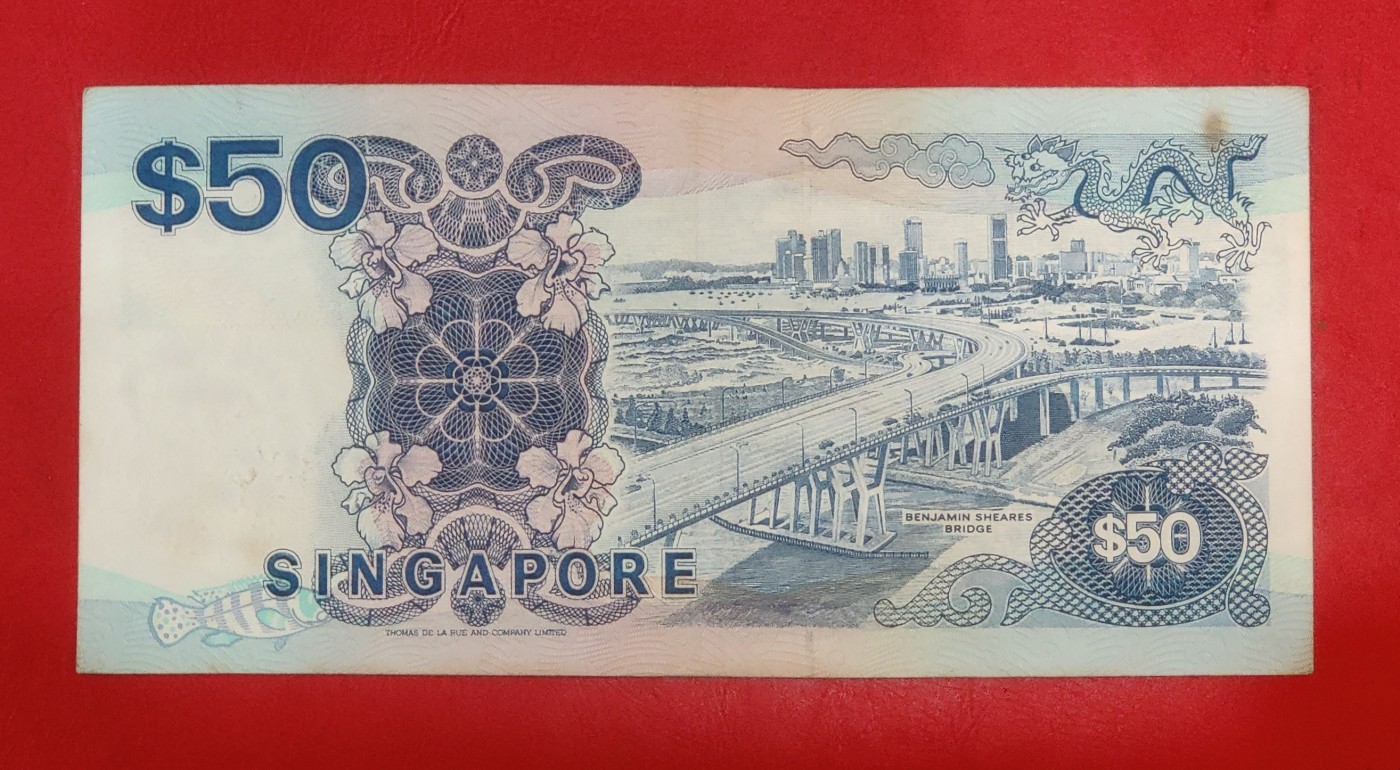 $50
BENJAMIN SHEARES
BRIDGE
$50
SINGAPORE
THOMAS DE LA RUE AND COMPANY LIMITED